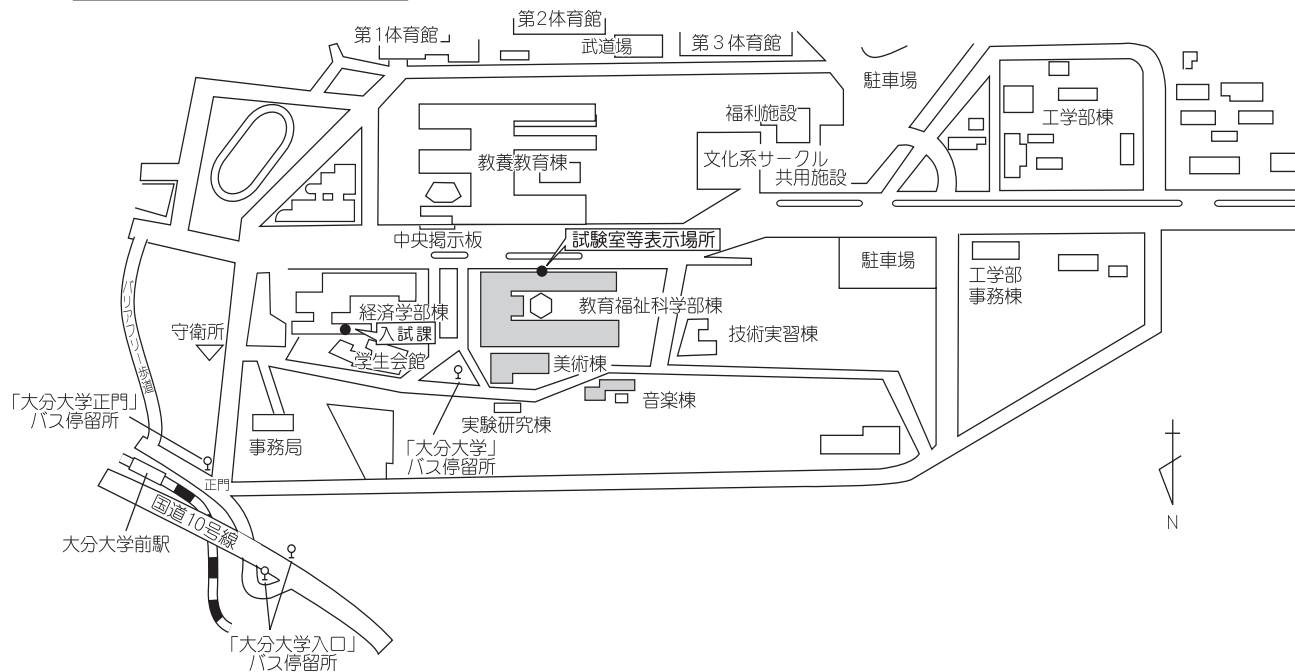 第2体育館
第1体育館
武道場
第3体育館
駐車場
福利施設
工学部棟
文化系サークル
共用施設
教養教育棟
中央掲示板
試験室等表示場所
駐車場
工学部
事務棟
教育福祉科学部棟
経済学部棟
入試課
守衛所
技術実習棟
学生会館
美術棟
音楽棟
バリアフリー歩道
「大分大学正門」
バス停留所
実験研究棟
事務局
「大分大学」
バス停留所
正門
国道10号線
大分大学前駅
N
「大分大学入口」
バス停留所